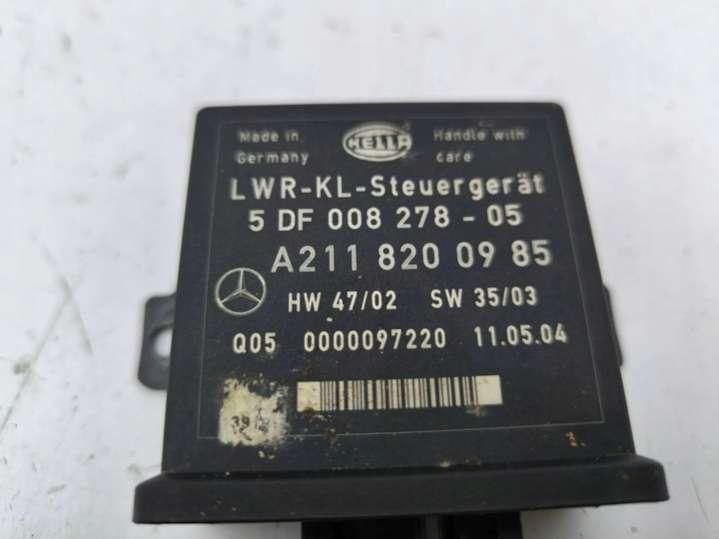 Made in HELLA Handle with
Germany care
LWR-KL-Steuergerät
5 DF 008 278 - 05
A211 820 09 85
HW 47/02 SW 35/03
Q05 0000097220 11.05.04